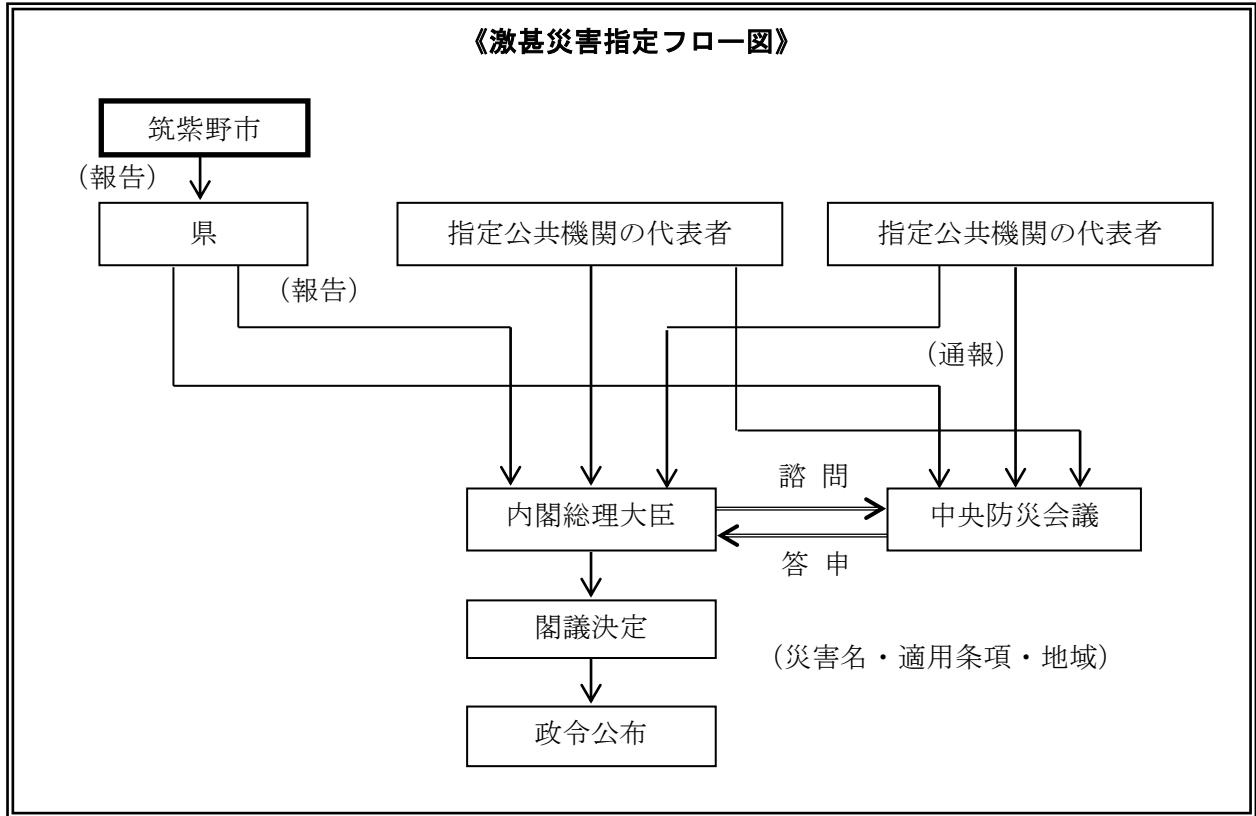 《激甚災害指定フロー図》
筑紫野市
（報告）
県
指定公共機関の代表者
指定公共機関の代表者
（報告）
（通報）
諮 問
内閣総理大臣
中央防災会議
答 申
閣議決定
（災害名・適用条項・地域）
政令公布